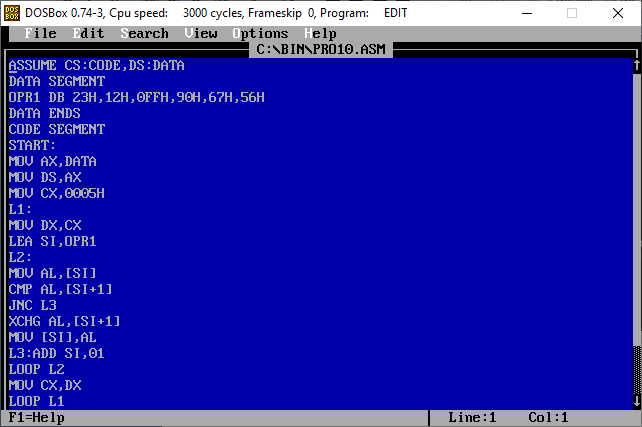 DOSBox 0.74-3, Cpu speed: 3000 cycles, Frameskip 0, Program: EDIT
File Edit Search View Options Help
C:\BIN\PRO10.ASM
ASSUME CS:CODE,DS:DATA
DATA SEGMENT
OPR1 DB 23H,12H,0FFH,90H,67H,56H
DATA ENDS
CODE SEGMENT
START:
MOV AX,DATA
MOV DS,AX
MOV CX,0005H
L1:
MOV DX,CX
LEA SI,OPR1
L2:
MOV AL,[SI]
CMP AL,[SI+1]
JNC L3
XCHG AL,[SI+1]
MOV [SI],AL
L3:ADD SI,01
LOOP L2
MOV CX,DX
LOOP L1
F1=Help Line:1 Col:1